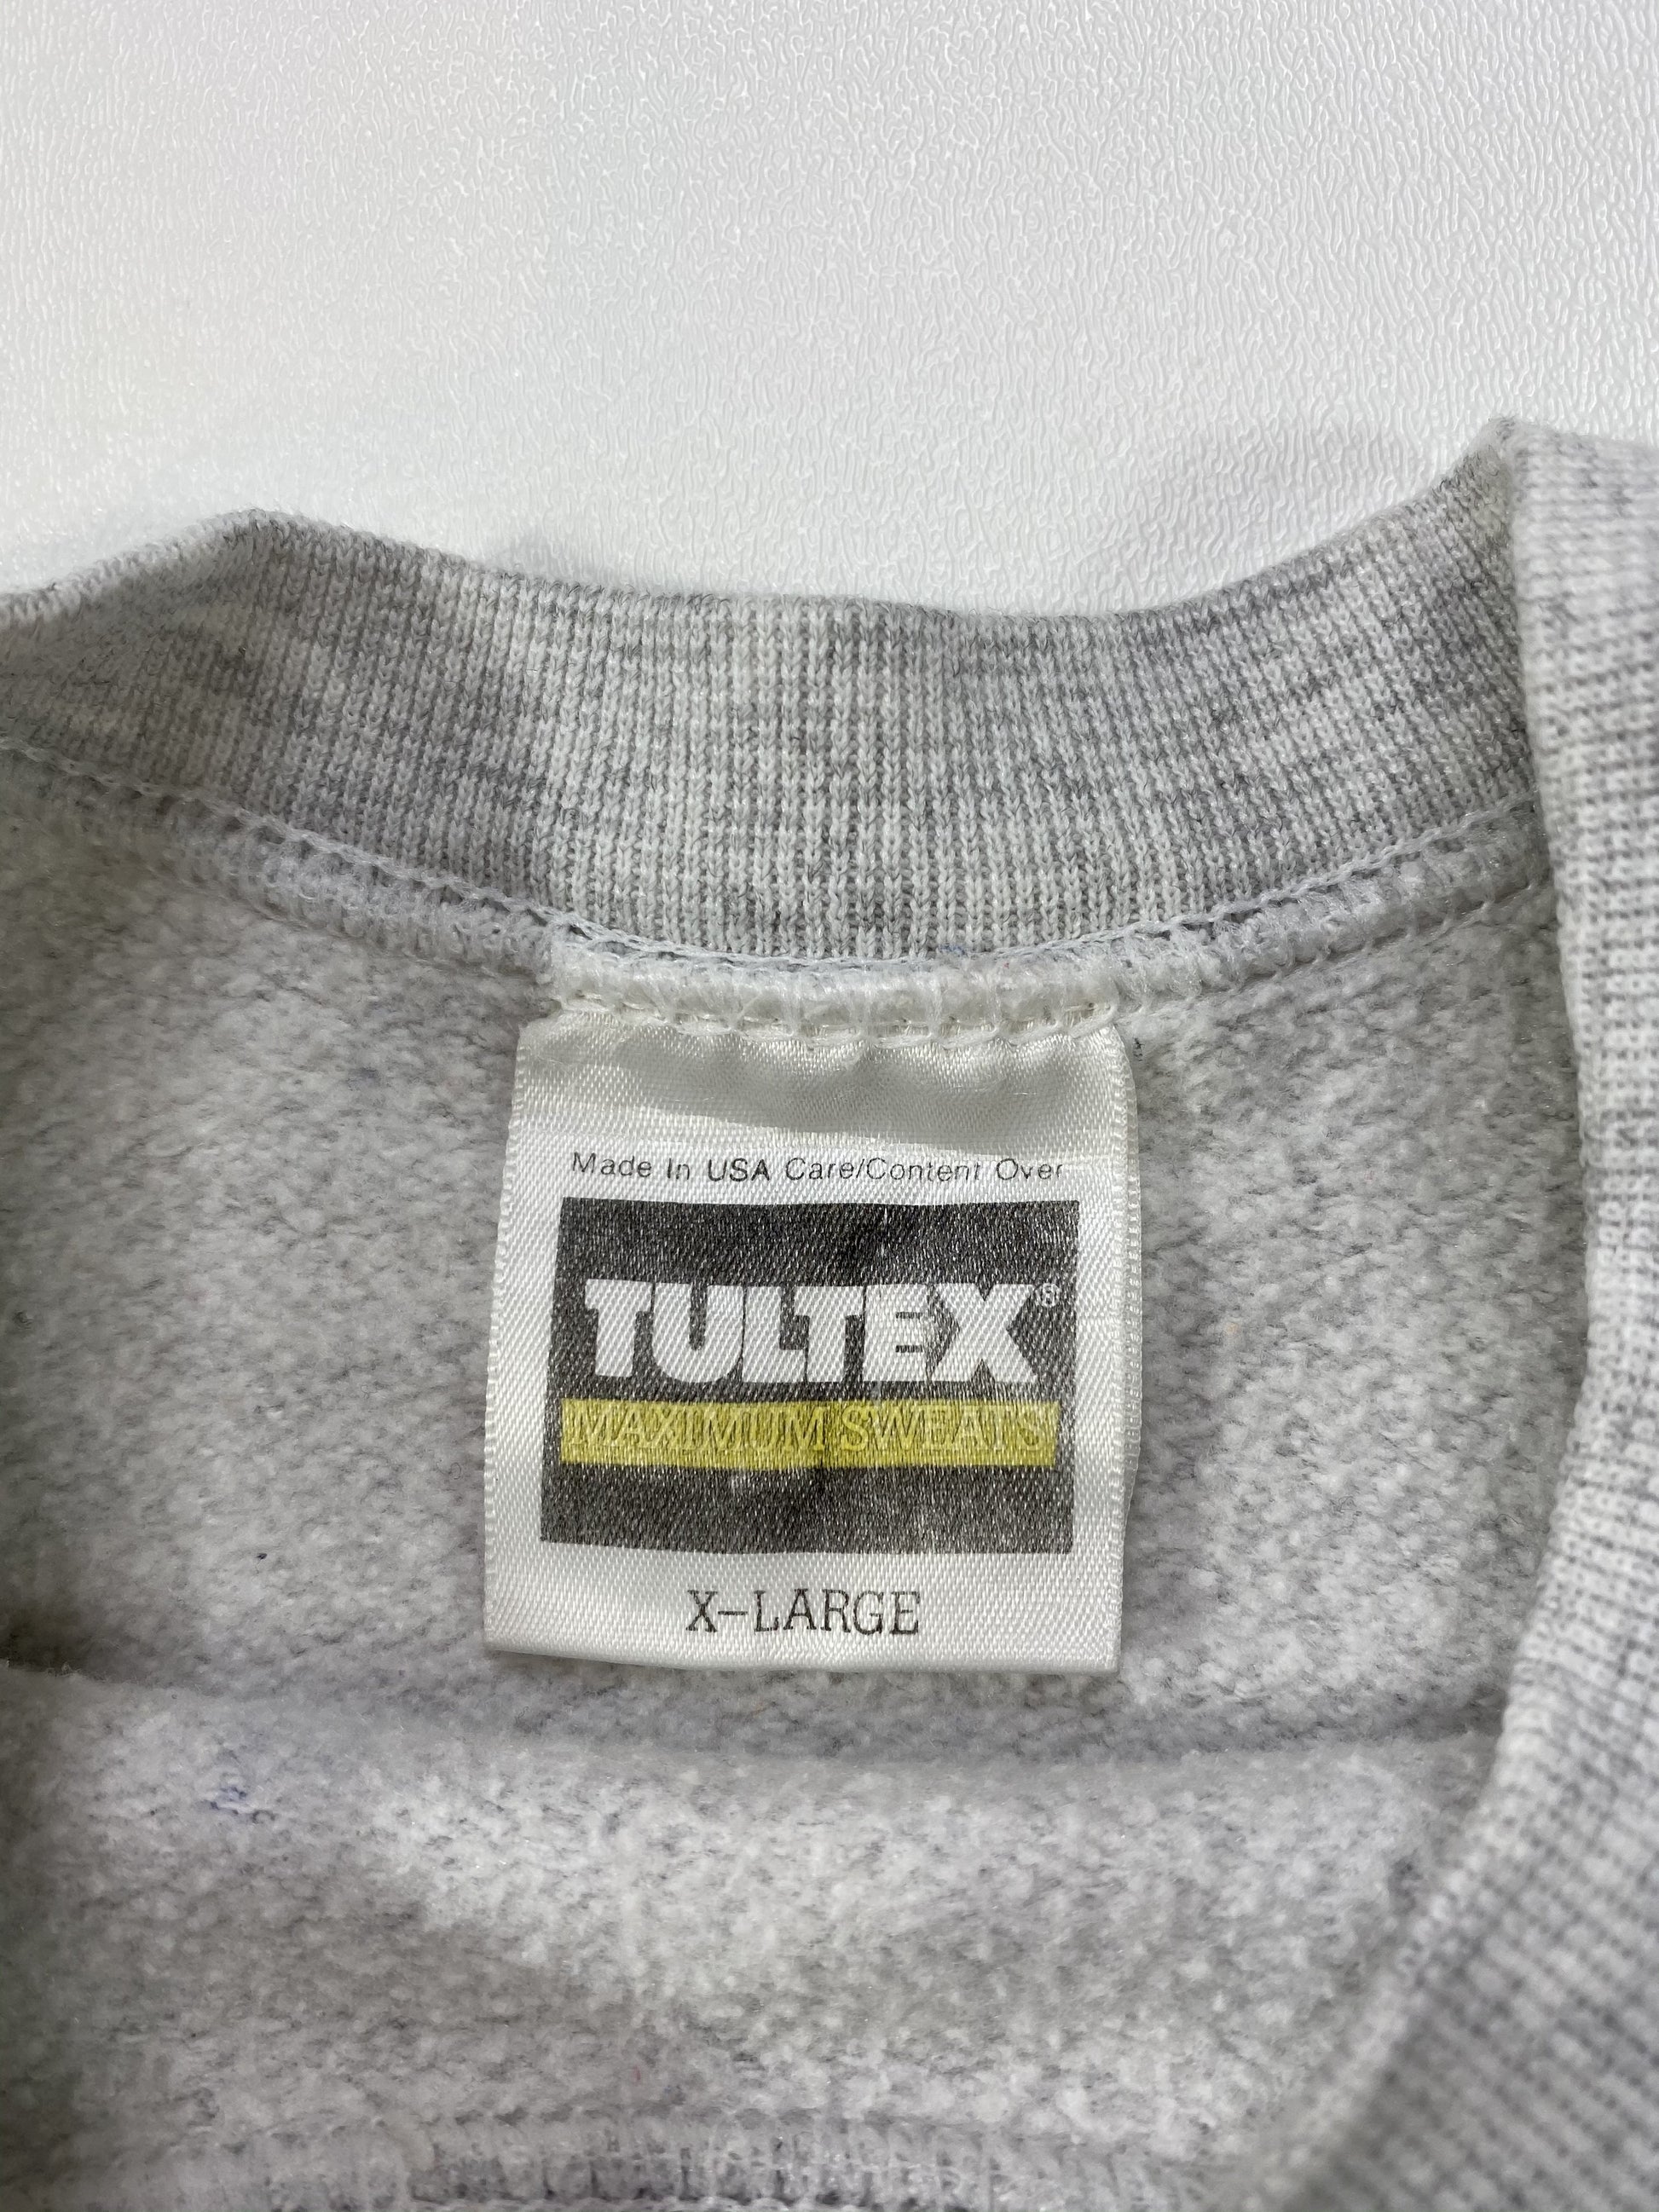 Made In USA Care/Content Over
TULTEX®
MAXIMUM SWEATS
X-LARGE